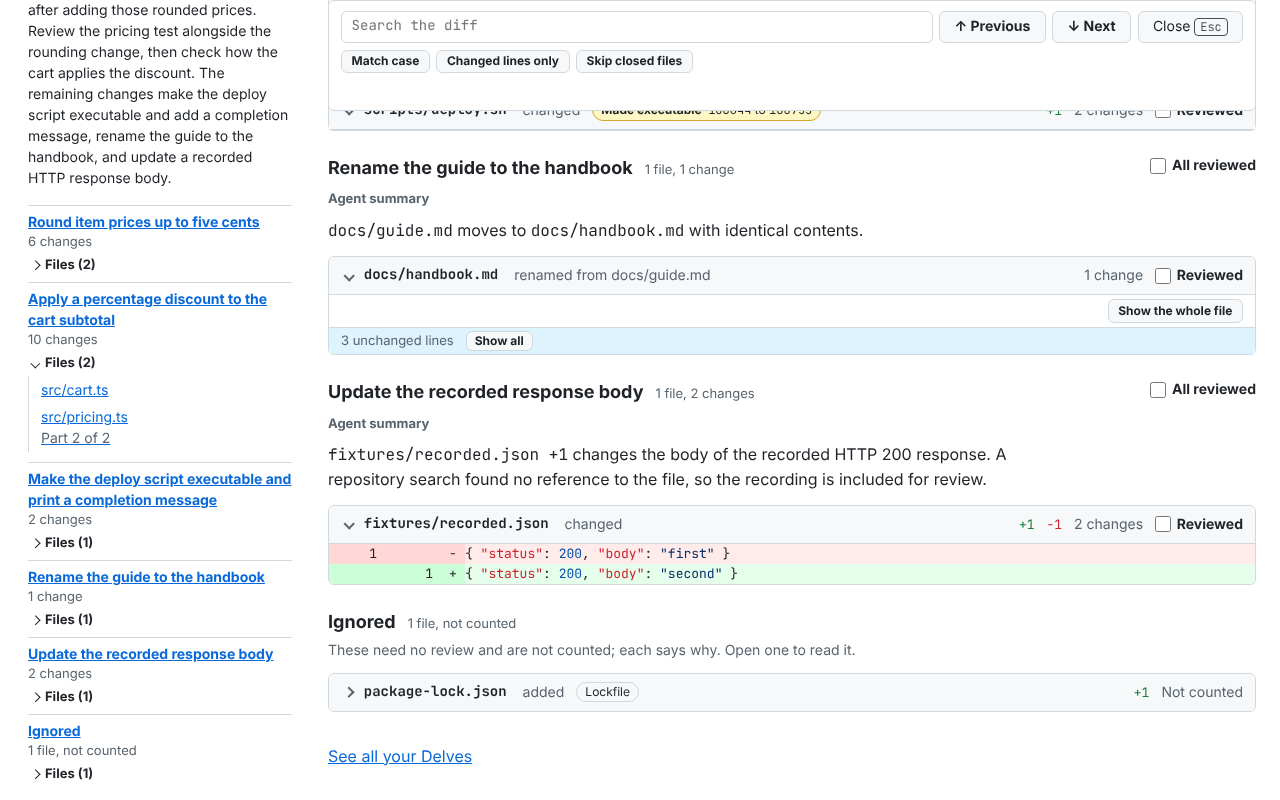 after adding those rounded prices.
Review the pricing test alongside the
rounding change, then check how the
cart applies the discount. The
remaining changes make the deploy
script executable and add a completion
message, rename the guide to the
handbook, and update a recorded
HTTP response body.
Round item prices up to five cents
6 changes
Files (2)
Apply a percentage discount to the
cart subtotal
10 changes
Files (2)
src/cart.ts
src/pricing.ts
Part 2 of 2
Make the deploy script executable and
print a completion message
2 changes
Files (1)
Rename the guide to the handbook
1 change
Files (1)
Update the recorded response body
2 changes
Files (1)
Ignored
1 file, not counted
Files (1)
Search the diff
↑ Previous
↓ Next
Close Esc
Match case
Changed lines only
Skip closed files
scripts/deploy.sh changed Made executable 100644 to 100755 +1 2 changes Reviewed
Rename the guide to the handbook 1 file, 1 change All reviewed
Agent summary
docs/guide.md moves to docs/handbook.md with identical contents.
docs/handbook.md renamed from docs/guide.md 1 change Reviewed
Show the whole file
3 unchanged lines Show all
Update the recorded response body 1 file, 2 changes All reviewed
Agent summary
fixtures/recorded.json +1 changes the body of the recorded HTTP 200 response. A
repository search found no reference to the file, so the recording is included for review.
fixtures/recorded.json changed +1 -1 2 changes Reviewed
1 - { "status": 200, "body": "first" }
1 + { "status": 200, "body": "second" }
Ignored 1 file, not counted
These need no review and are not counted; each says why. Open one to read it.
package-lock.json added Lockfile +1 Not counted
See all your Delves